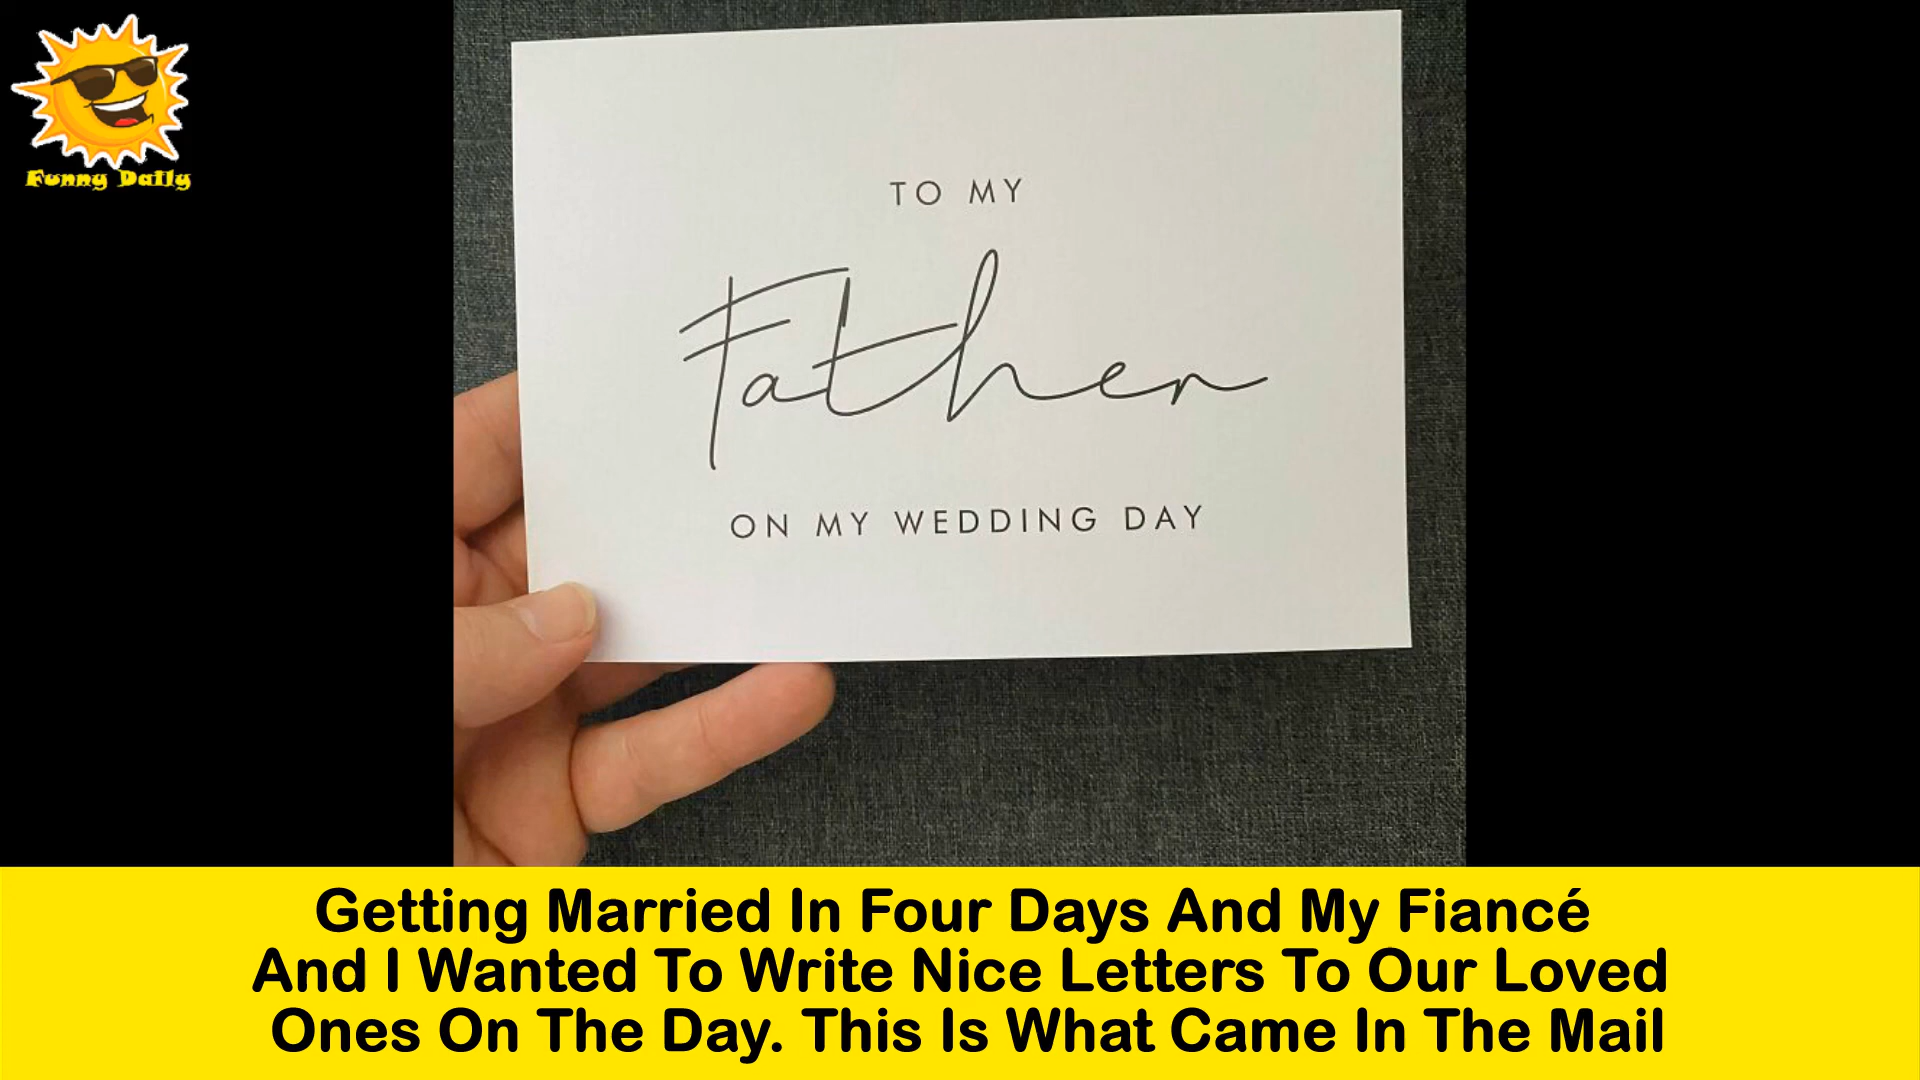 Funny Daily
TO MY
Father
ON MY WEDDING DAY
Getting Married In Four Days And My Fiancé
And I Wanted To Write Nice Letters To Our Loved
Ones On The Day. This Is What Came In The Mail